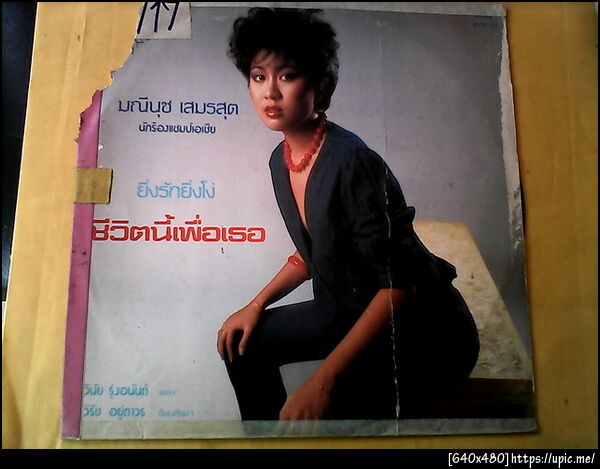 มณีนุช เสมรสุต
นักร้องแชมป์เอเซีย
ยิ่งรักยิ่งโง่
ชีวิตนี้เพื่อเธอ
วินัย รุ่งอนันต์
วิรัช อยู่ถาวร
[640x480]https://upic.me/